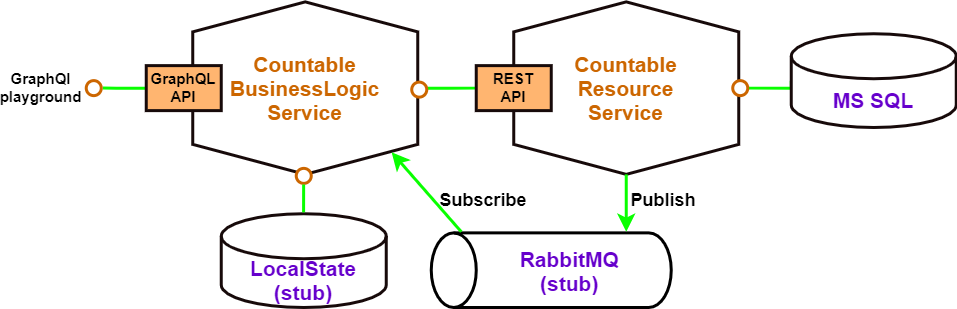 GraphQl
playground
GraphQL
API
Countable
BusinessLogic
Service
REST
API
Countable
Resource
Service
MS SQL
Subscribe
Publish
LocalState
(stub)
RabbitMQ
(stub)